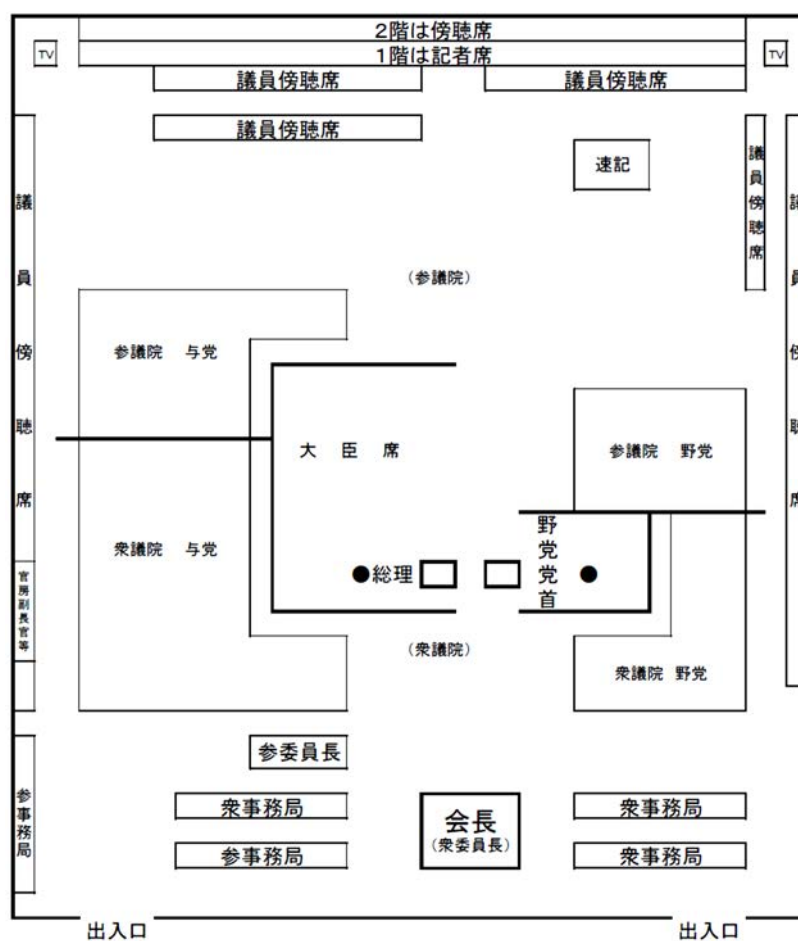 2階は傍聴席
TV
1階は記者席
TV
議員傍聴席
議員傍聴席
議員傍聴席
速記
議員傍聴席
議員傍聴席
議員傍聴席
(参議院)
参議院 与党
大臣席
参議院 野党
衆議院 与党
●総理
野党党首
●
官房副長官等
(衆議院)
衆議院 野党
参委員長
参事務局
衆事務局
会長
(衆委員長)
衆事務局
参事務局
衆事務局
出入口
出入口